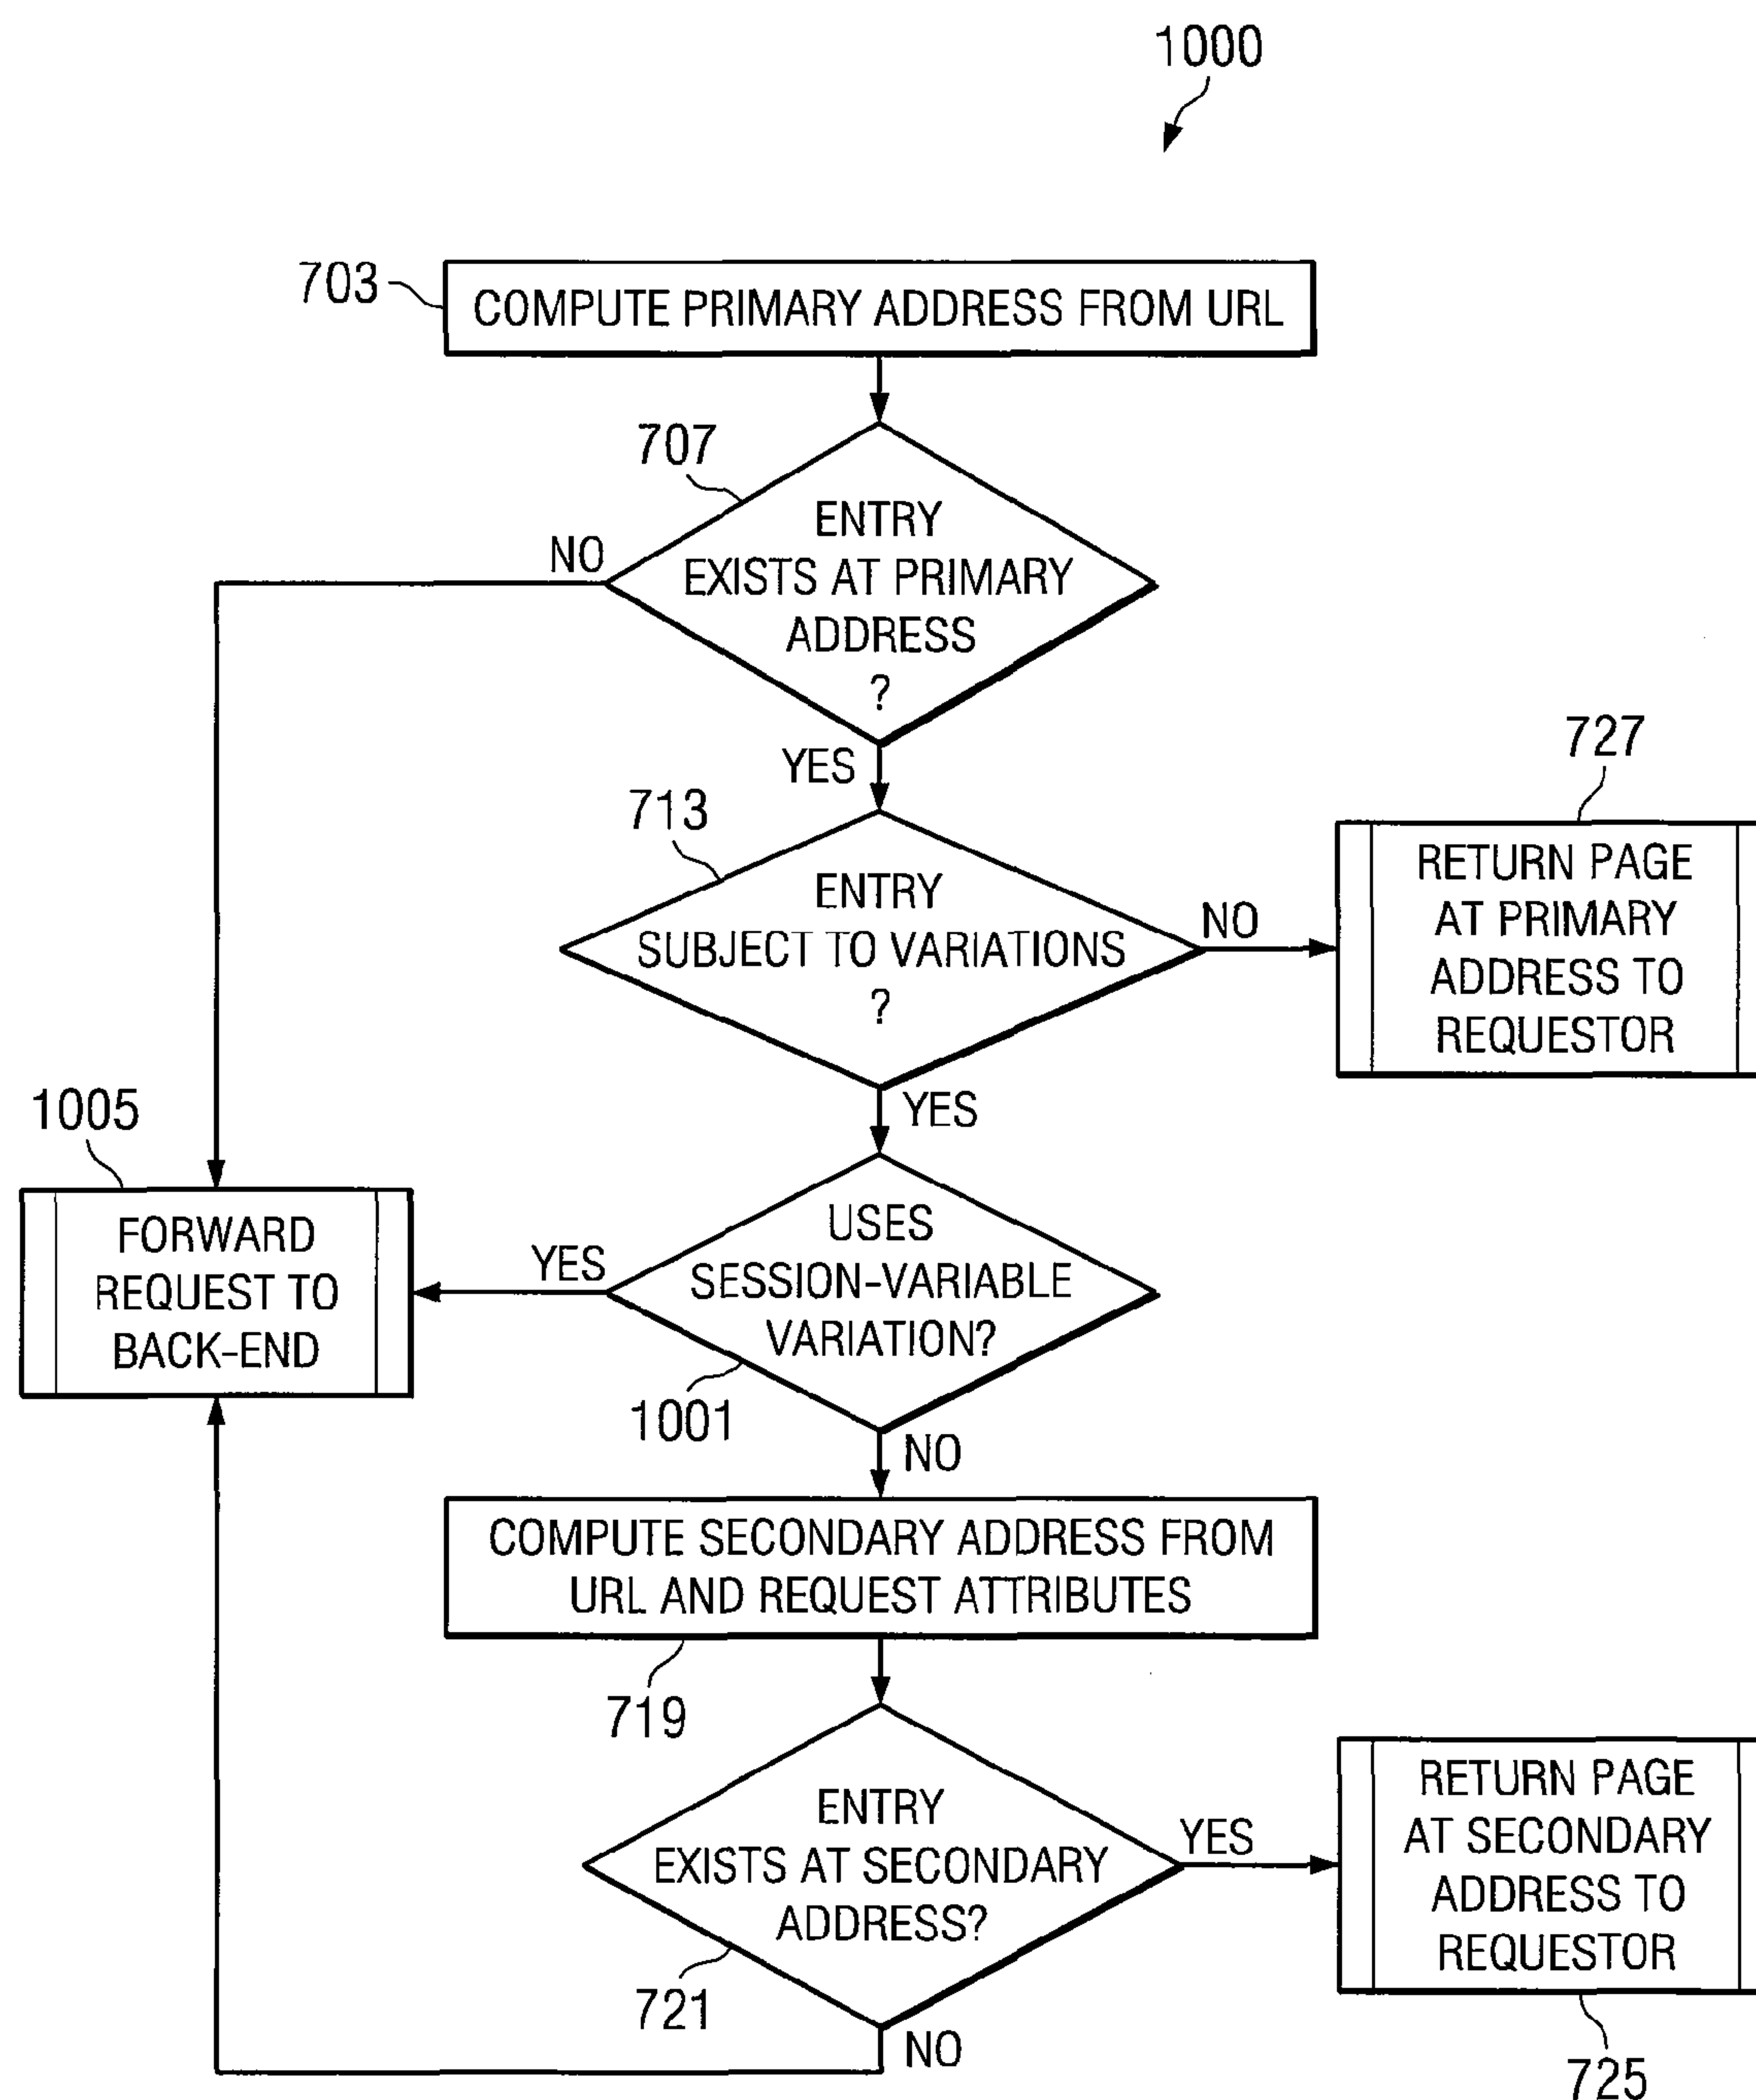 1000
703
COMPUTE PRIMARY ADDRESS FROM URL
707
ENTRY
EXISTS AT PRIMARY
ADDRESS
?
NO
YES
713
ENTRY
SUBJECT TO VARIATIONS
?
NO
727
RETURN PAGE
AT PRIMARY
ADDRESS TO
REQUESTOR
YES
1005
FORWARD
REQUEST TO
BACK-END
YES
USES
SESSION-VARIABLE
VARIATION?
1001
NO
COMPUTE SECONDARY ADDRESS FROM
URL AND REQUEST ATTRIBUTES
719
ENTRY
EXISTS AT SECONDARY
ADDRESS?
721
YES
RETURN PAGE
AT SECONDARY
ADDRESS TO
REQUESTOR
725
NO